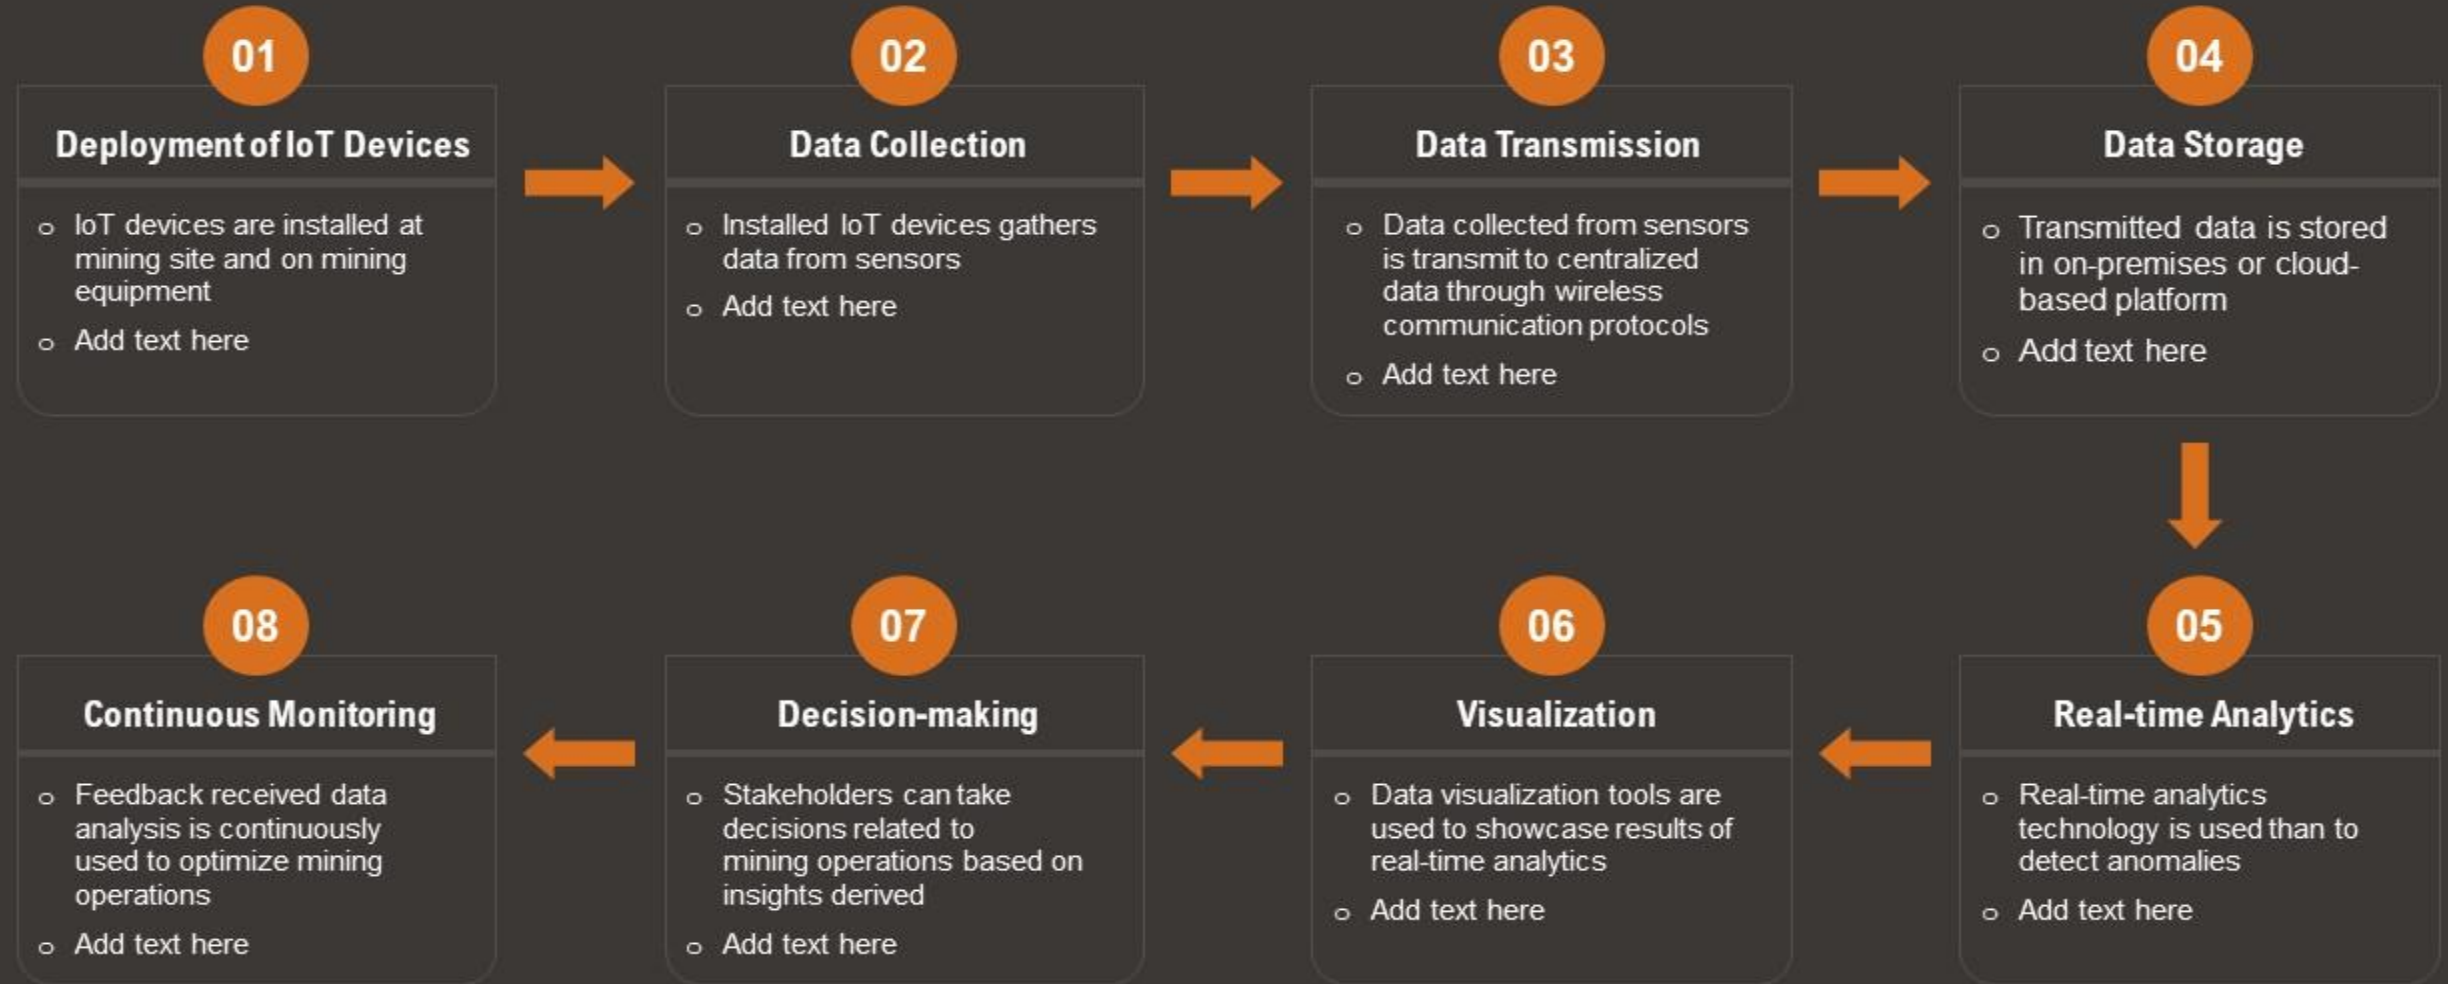 01
Deployment of IoT Devices
o IoT devices are installed at
mining site and on mining
equipment
o Add text here
02
Data Collection
o Installed IoT devices gathers
data from sensors
o Add text here
03
Data Transmission
o Data collected from sensors
is transmit to centralized
data through wireless
communication protocols
o Add text here
04
Data Storage
o Transmitted data is stored
in on-premises or cloud-
based platform
o Add text here
05
Real-time Analytics
o Real-time analytics
technology is used than to
detect anomalies
o Add text here
06
Visualization
o Data visualization tools are
used to showcase results of
real-time analytics
o Add text here
07
Decision-making
o Stakeholders can take
decisions related to
mining operations based on
insights derived
o Add text here
08
Continuous Monitoring
o Feedback received data
analysis is continuously
used to optimize mining
operations
o Add text here